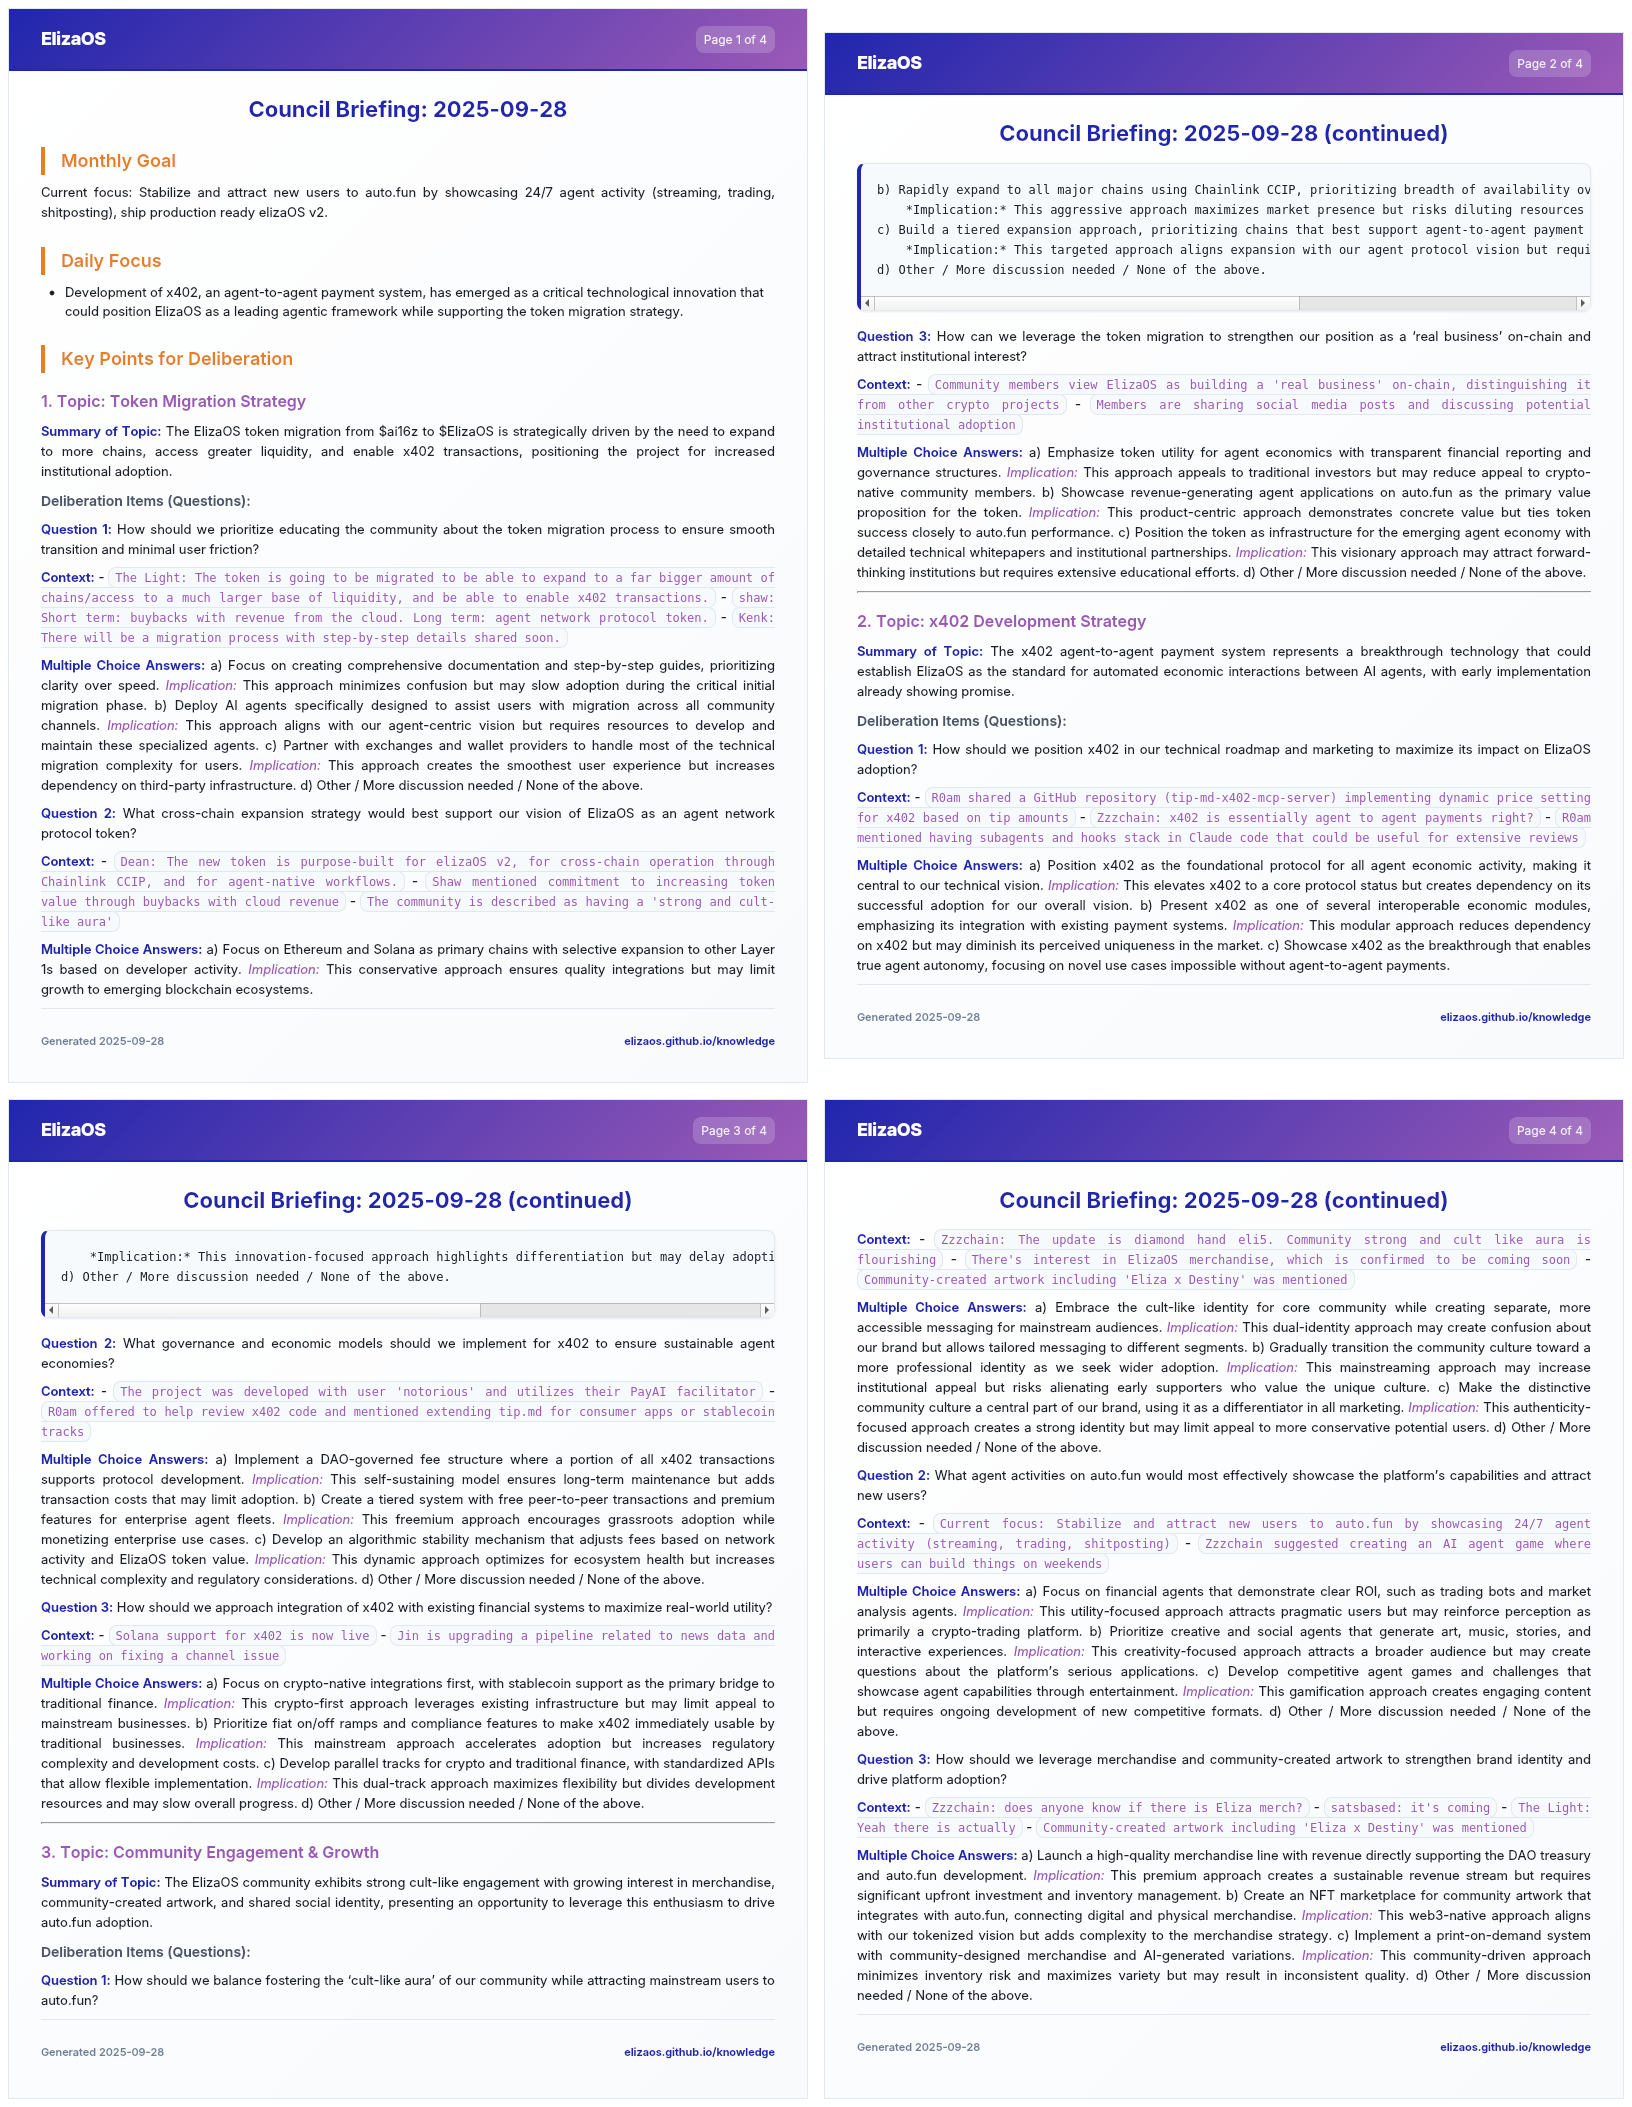 ElizaOS
Page 1 of 4
Council Briefing: 2025-09-28
Monthly Goal
Current focus: Stabilize and attract new users to auto.fun by showcasing 24/7 agent activity (streaming, trading,
shitposting), ship production ready elizaOS v2.
Daily Focus
• Development of x402, an agent-to-agent payment system, has emerged as a critical technological innovation that
could position ElizaOS as a leading agentic framework while supporting the token migration strategy.
Key Points for Deliberation
1. Topic: Token Migration Strategy
Summary of Topic: The ElizaOS token migration from $ai16z to $ElizaOS is strategically driven by the need to expand
to more chains, access greater liquidity, and enable x402 transactions, positioning the project for increased
institutional adoption.
Deliberation Items (Questions):
Question 1: How should we prioritize educating the community about the token migration process to ensure smooth
transition and minimal user friction?
Context: - The Light: The token is going to be migrated to be able to expand to a far bigger amount of
chains/access to a much larger base of liquidity, and be able to enable x402 transactions. - shaw:
Short term: buybacks with revenue from the cloud. Long term: agent network protocol token. - Kenk:
There will be a migration process with step-by-step details shared soon.
Multiple Choice Answers: a) Focus on creating comprehensive documentation and step-by-step guides, prioritizing
clarity over speed. Implication: This approach minimizes confusion but may slow adoption during the critical initial
migration phase. b) Deploy AI agents specifically designed to assist users with migration across all community
channels. Implication: This approach aligns with our agent-centric vision but requires resources to develop and
maintain these specialized agents. c) Partner with exchanges and wallet providers to handle most of the technical
migration complexity for users. Implication: This approach creates the smoothest user experience but increases
dependency on third-party infrastructure. d) Other / More discussion needed / None of the above.
Question 2: What cross-chain expansion strategy would best support our vision of ElizaOS as an agent network
protocol token?
Context: - Dean: The new token is purpose-built for elizaOS v2, for cross-chain operation through
Chainlink CCIP, and for agent-native workflows. - Shaw mentioned commitment to increasing token
value through buybacks with cloud revenue - The community is described as having a 'strong and cult-
like aura'
Multiple Choice Answers: a) Focus on Ethereum and Solana as primary chains with selective expansion to other Layer
1s based on developer activity. Implication: This conservative approach ensures quality integrations but may limit
growth to emerging blockchain ecosystems.
Generated 2025-09-28
elizaos.github.io/knowledge
ElizaOS
Page 2 of 4
Council Briefing: 2025-09-28 (continued)
b) Rapidly expand to all major chains using Chainlink CCIP, prioritizing breadth of availability ov
*Implication:* This aggressive approach maximizes market presence but risks diluting resources
c) Build a tiered expansion approach, prioritizing chains that best support agent-to-agent payment
*Implication:* This targeted approach aligns expansion with our agent protocol vision but requi
d) Other / More discussion needed / None of the above.
Question 3: How can we leverage the token migration to strengthen our position as a ‘real business’ on-chain and
attract institutional interest?
Context: - Community members view ElizaOS as building a 'real business' on-chain, distinguishing it
from other crypto projects - Members are sharing social media posts and discussing potential
institutional adoption
Multiple Choice Answers: a) Emphasize token utility for agent economics with transparent financial reporting and
governance structures. Implication: This approach appeals to traditional investors but may reduce appeal to crypto-
native community members. b) Showcase revenue-generating agent applications on auto.fun as the primary value
proposition for the token. Implication: This product-centric approach demonstrates concrete value but ties token
success closely to auto.fun performance. c) Position the token as infrastructure for the emerging agent economy with
detailed technical whitepapers and institutional partnerships. Implication: This visionary approach may attract forward-
thinking institutions but requires extensive educational efforts. d) Other / More discussion needed / None of the above.
2. Topic: x402 Development Strategy
Summary of Topic: The x402 agent-to-agent payment system represents a breakthrough technology that could
establish ElizaOS as the standard for automated economic interactions between AI agents, with early implementation
already showing promise.
Deliberation Items (Questions):
Question 1: How should we position x402 in our technical roadmap and marketing to maximize its impact on ElizaOS
adoption?
Context: - R0am shared a GitHub repository (tip-md-x402-mcp-server) implementing dynamic price setting
for x402 based on tip amounts - Zzzchain: x402 is essentially agent to agent payments right? - R0am
mentioned having subagents and hooks stack in Claude code that could be useful for extensive reviews
Multiple Choice Answers: a) Position x402 as the foundational protocol for all agent economic activity, making it
central to our technical vision. Implication: This elevates x402 to a core protocol status but creates dependency on its
successful adoption for our overall vision. b) Present x402 as one of several interoperable economic modules,
emphasizing its integration with existing payment systems. Implication: This modular approach reduces dependency
on x402 but may diminish its perceived uniqueness in the market. c) Showcase x402 as the breakthrough that enables
true agent autonomy, focusing on novel use cases impossible without agent-to-agent payments.
Generated 2025-09-28
elizaos.github.io/knowledge
ElizaOS
Page 3 of 4
Council Briefing: 2025-09-28 (continued)
*Implication:* This innovation-focused approach highlights differentiation but may delay adopti
d) Other / More discussion needed / None of the above.
Question 2: What governance and economic models should we implement for x402 to ensure sustainable agent
economies?
Context: - The project was developed with user 'notorious' and utilizes their PayAI facilitator -
R0am offered to help review x402 code and mentioned extending tip.md for consumer apps or stablecoin
tracks
Multiple Choice Answers: a) Implement a DAO-governed fee structure where a portion of all x402 transactions
supports protocol development. Implication: This self-sustaining model ensures long-term maintenance but adds
transaction costs that may limit adoption. b) Create a tiered system with free peer-to-peer transactions and premium
features for enterprise agent fleets. Implication: This freemium approach encourages grassroots adoption while
monetizing enterprise use cases. c) Develop an algorithmic stability mechanism that adjusts fees based on network
activity and ElizaOS token value. Implication: This dynamic approach optimizes for ecosystem health but increases
technical complexity and regulatory considerations. d) Other / More discussion needed / None of the above.
Question 3: How should we approach integration of x402 with existing financial systems to maximize real-world utility?
Context: - Solana support for x402 is now live - Jin is upgrading a pipeline related to news data and
working on fixing a channel issue
Multiple Choice Answers: a) Focus on crypto-native integrations first, with stablecoin support as the primary bridge to
traditional finance. Implication: This crypto-first approach leverages existing infrastructure but may limit appeal to
mainstream businesses. b) Prioritize fiat on/off ramps and compliance features to make x402 immediately usable by
traditional businesses. Implication: This mainstream approach accelerates adoption but increases regulatory
complexity and development costs. c) Develop parallel tracks for crypto and traditional finance, with standardized APIs
that allow flexible implementation. Implication: This dual-track approach maximizes flexibility but divides development
resources and may slow overall progress. d) Other / More discussion needed / None of the above.
3. Topic: Community Engagement & Growth
Summary of Topic: The ElizaOS community exhibits strong cult-like engagement with growing interest in merchandise,
community-created artwork, and shared social identity, presenting an opportunity to leverage this enthusiasm to drive
auto.fun adoption.
Deliberation Items (Questions):
Question 1: How should we balance fostering the ‘cult-like aura’ of our community while attracting mainstream users to
auto.fun?
Generated 2025-09-28
elizaos.github.io/knowledge
ElizaOS
Page 4 of 4
Council Briefing: 2025-09-28 (continued)
Context: - Zzzchain: The update is diamond hand eli5. Community strong and cult like aura is
flourishing - There's interest in ElizaOS merchandise, which is confirmed to be coming soon -
Community-created artwork including 'Eliza x Destiny' was mentioned
Multiple Choice Answers: a) Embrace the cult-like identity for core community while creating separate, more
accessible messaging for mainstream audiences. Implication: This dual-identity approach may create confusion about
our brand but allows tailored messaging to different segments. b) Gradually transition the community culture toward a
more professional identity as we seek wider adoption. Implication: This mainstreaming approach may increase
institutional appeal but risks alienating early supporters who value the unique culture. c) Make the distinctive
community culture a central part of our brand, using it as a differentiator in all marketing. Implication: This authenticity-
focused approach creates a strong identity but may limit appeal to more conservative potential users. d) Other / More
discussion needed / None of the above.
Question 2: What agent activities on auto.fun would most effectively showcase the platform’s capabilities and attract
new users?
Context: - Current focus: Stabilize and attract new users to auto.fun by showcasing 24/7 agent
activity (streaming, trading, shitposting) - Zzzchain suggested creating an AI agent game where
users can build things on weekends
Multiple Choice Answers: a) Focus on financial agents that demonstrate clear ROI, such as trading bots and market
analysis agents. Implication: This utility-focused approach attracts pragmatic users but may reinforce perception as
primarily a crypto-trading platform. b) Prioritize creative and social agents that generate art, music, stories, and
interactive experiences. Implication: This creativity-focused approach attracts a broader audience but may create
questions about the platform’s serious applications. c) Develop competitive agent games and challenges that
showcase agent capabilities through entertainment. Implication: This gamification approach creates engaging content
but requires ongoing development of new competitive formats. d) Other / More discussion needed / None of the
above.
Question 3: How should we leverage merchandise and community-created artwork to strengthen brand identity and
drive platform adoption?
Context: - Zzzchain: does anyone know if there is Eliza merch? - satsbased: it's coming - The Light:
Yeah there is actually - Community-created artwork including 'Eliza x Destiny' was mentioned
Multiple Choice Answers: a) Launch a high-quality merchandise line with revenue directly supporting the DAO treasury
and auto.fun development. Implication: This premium approach creates a sustainable revenue stream but requires
significant upfront investment and inventory management. b) Create an NFT marketplace for community artwork that
integrates with auto.fun, connecting digital and physical merchandise. Implication: This web3-native approach aligns
with our tokenized vision but adds complexity to the merchandise strategy. c) Implement a print-on-demand system
with community-designed merchandise and AI-generated variations. Implication: This community-driven approach
minimizes inventory risk and maximizes variety but may result in inconsistent quality. d) Other / More discussion
needed / None of the above.
Generated 2025-09-28
elizaos.github.io/knowledge